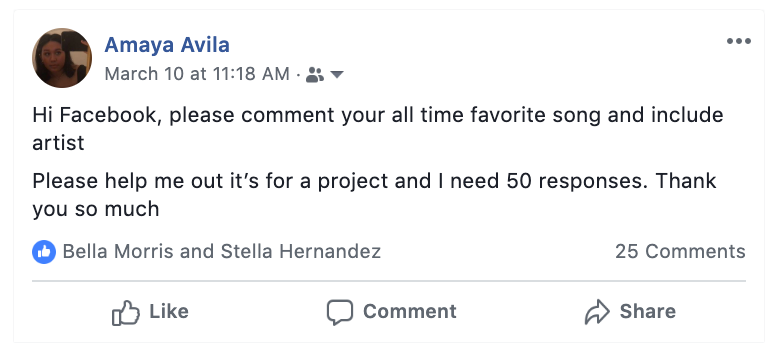 Amaya Avila
March 10 at 11:18 AM ·
Hi Facebook, please comment your all time favorite song and include
artist
Please help me out it’s for a project and I need 50 responses. Thank
you so much
Bella Morris and Stella Hernandez 25 Comments
Like Comment Share